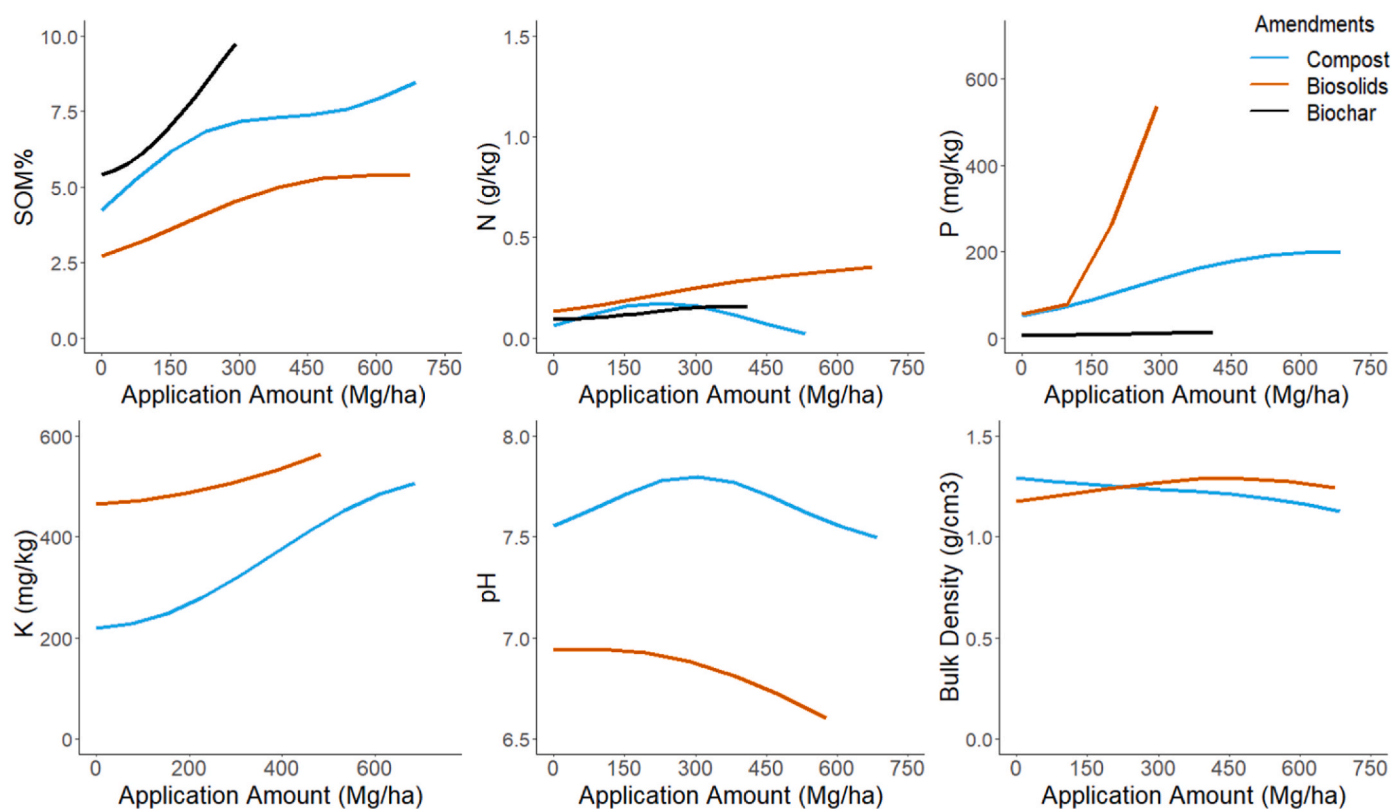 Amendments
Compost
Biosolids
Biochar
SOM%
10.0
7.5
5.0
2.5
0.0
0 150 300 450 600 750
Application Amount (Mg/ha)
N (g/kg)
1.5
1.0
0.5
0.0
0 150 300 450 600 750
Application Amount (Mg/ha)
P (mg/kg)
600
400
200
0
0 150 300 450 600 750
Application Amount (Mg/ha)
K (mg/kg)
600
400
200
0
0 200 400 600
Application Amount (Mg/ha)
pH
8.0
7.5
7.0
6.5
0 150 300 450 600 750
Application Amount (Mg/ha)
Bulk Density (g/cm3)
1.5
1.0
0.5
0.0
0 150 300 450 600 750
Application Amount (Mg/ha)